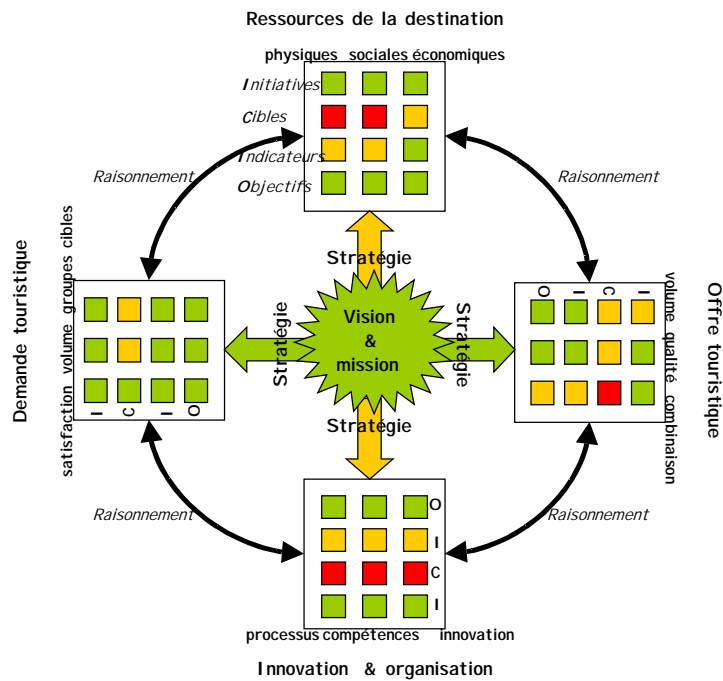 Ressources de la destination
physiques sociales économiques
Initiatives
Cibles
Indicateurs
Objectifs
Raisonnement
Raisonnement
Stratégie
Demande touristique
satisfaction volume groupes cibles
I C I O
Stratégie
Vision
&
mission
Stratégie
O I C I
volume qualité combinaison
Offre touristique
Stratégie
Raisonnement
Raisonnement
O
I
C
I
processus compétences innovation
Innovation & organisation